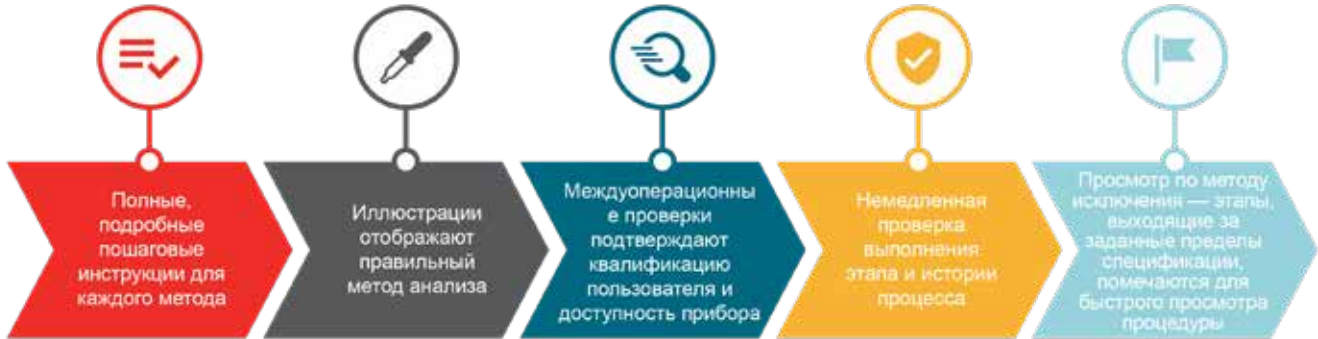 Полные,
подробные
пошаговые
инструкции для
каждого метода
Иллюстрации
отображают
правильный
метод анализа
Междуоперационны
е проверки
подтверждают
квалификацию
пользователя и
доступность прибора
Немедленная
проверка
выполнения
этапа и истории
процесса
Просмотр по методу
исключения — этапы,
выходящие за
заданные пределы
спецификации,
помечаются для
быстрого просмотра
процедуры